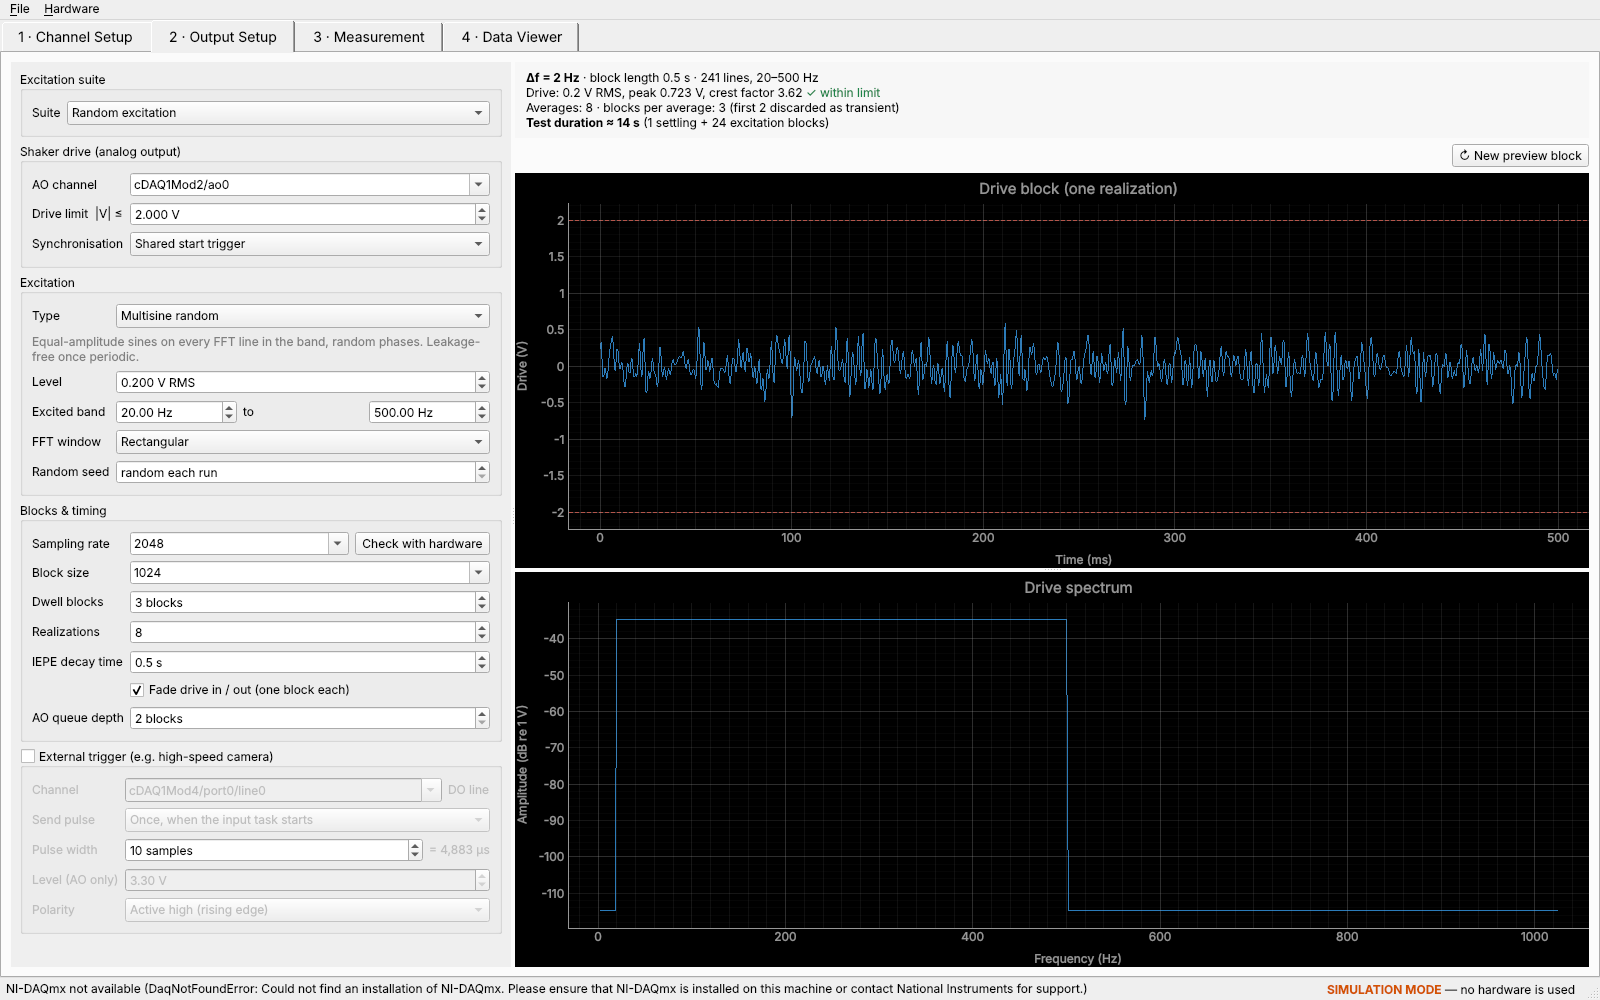 File Hardware
1 · Channel Setup 2 · Output Setup 3 · Measurement 4 · Data Viewer
Excitation suite
Suite Random excitation
Shaker drive (analog output)
AO channel cDAQ1Mod2/ao0
Drive limit |V| ≤ 2.000 V
Synchronisation Shared start trigger
Excitation
Type Multisine random
Equal-amplitude sines on every FFT line in the band, random phases. Leakage-
free once periodic.
Level 0.200 V RMS
Excited band 20.00 Hz to 500.00 Hz
FFT window Rectangular
Random seed random each run
Blocks & timing
Sampling rate 2048 Check with hardware
Block size 1024
Dwell blocks 3 blocks
Realizations 8
IEPE decay time 0.5 s
Fade drive in / out (one block each)
AO queue depth 2 blocks
External trigger (e.g. high-speed camera)
Channel cDAQ1Mod4/port0/line0 DO line
Send pulse Once, when the input task starts
Pulse width 10 samples = 4,883 µs
Level (AO only) 3.30 V
Polarity Active high (rising edge)
Δf = 2 Hz · block length 0.5 s · 241 lines, 20–500 Hz
Drive: 0.2 V RMS, peak 0.723 V, crest factor 3.62 ✓ within limit
Averages: 8 · blocks per average: 3 (first 2 discarded as transient)
Test duration ≈ 14 s (1 settling + 24 excitation blocks)
New preview block
Drive block (one realization)
Drive (V)
2
1.5
1
0.5
0
-0.5
-1
-1.5
-2
0 100 200 300 400 500
Time (ms)
Drive spectrum
Amplitude (dB re 1 V)
-40
-50
-60
-70
-80
-90
-100
-110
0 200 400 600 800 1000
Frequency (Hz)
NI-DAQmx not available (DaqNotFoundError: Could not find an installation of NI-DAQmx. Please ensure that NI-DAQmx is installed on this machine or contact National Instruments for support.) SIMULATION MODE — no hardware is used